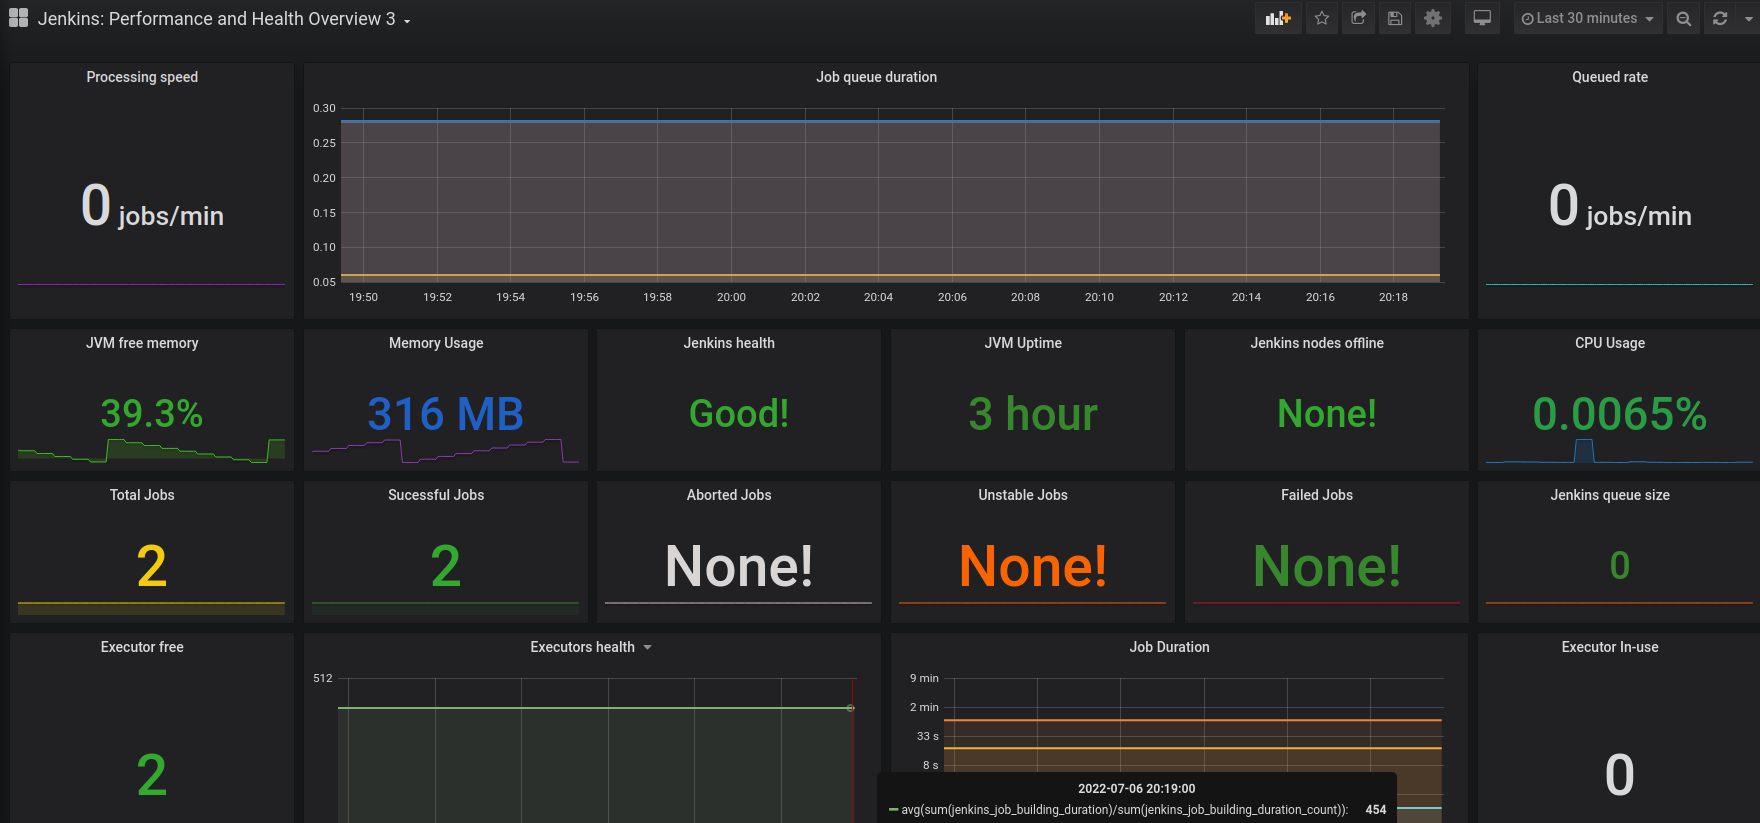 Jenkins: Performance and Health Overview 3
Last 30 minutes
Processing speed
0 jobs/min
Job queue duration
0.30
0.25
0.20
0.15
0.10
0.05
19:50 19:52 19:54 19:56 19:58 20:00 20:02 20:04 20:06 20:08 20:10 20:12 20:14 20:16 20:18
Queued rate
0 jobs/min
JVM free memory
39.3%
Memory Usage
316 MB
Jenkins health
Good!
JVM Uptime
3 hour
Jenkins nodes offline
None!
CPU Usage
0.0065%
Total Jobs
2
Sucessful Jobs
2
Aborted Jobs
None!
Unstable Jobs
None!
Failed Jobs
None!
Jenkins queue size
0
Executor free
2
Executors health
512
Job Duration
9 min
2 min
33 s
8 s
2022-07-06 20:19:00
avg(sum(jenkins_job_building_duration)/sum(jenkins_job_building_duration_count)): 454
Executor In-use
0